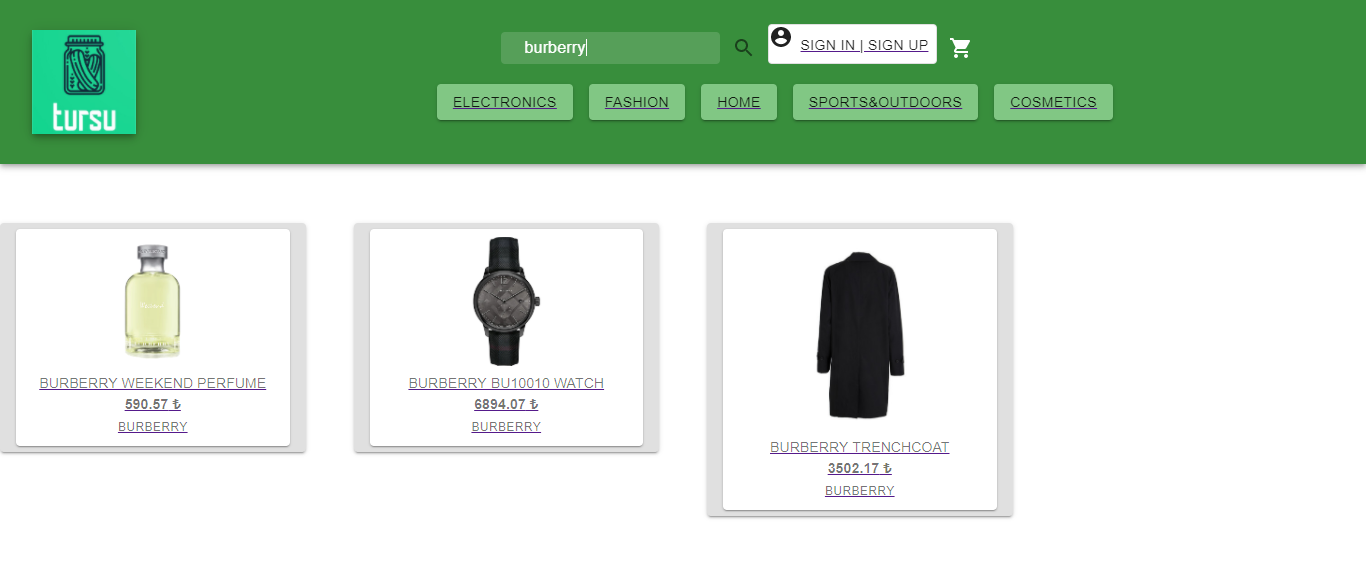 tursu
burberry
SIGN IN | SIGN UP
ELECTRONICS FASHION HOME SPORTS&OUTDOORS COSMETICS
BURBERRY WEEKEND PERFUME
590.57 ₺
BURBERRY
BURBERRY BU10010 WATCH
6894.07 ₺
BURBERRY
BURBERRY TRENCHCOAT
3502.17 ₺
BURBERRY